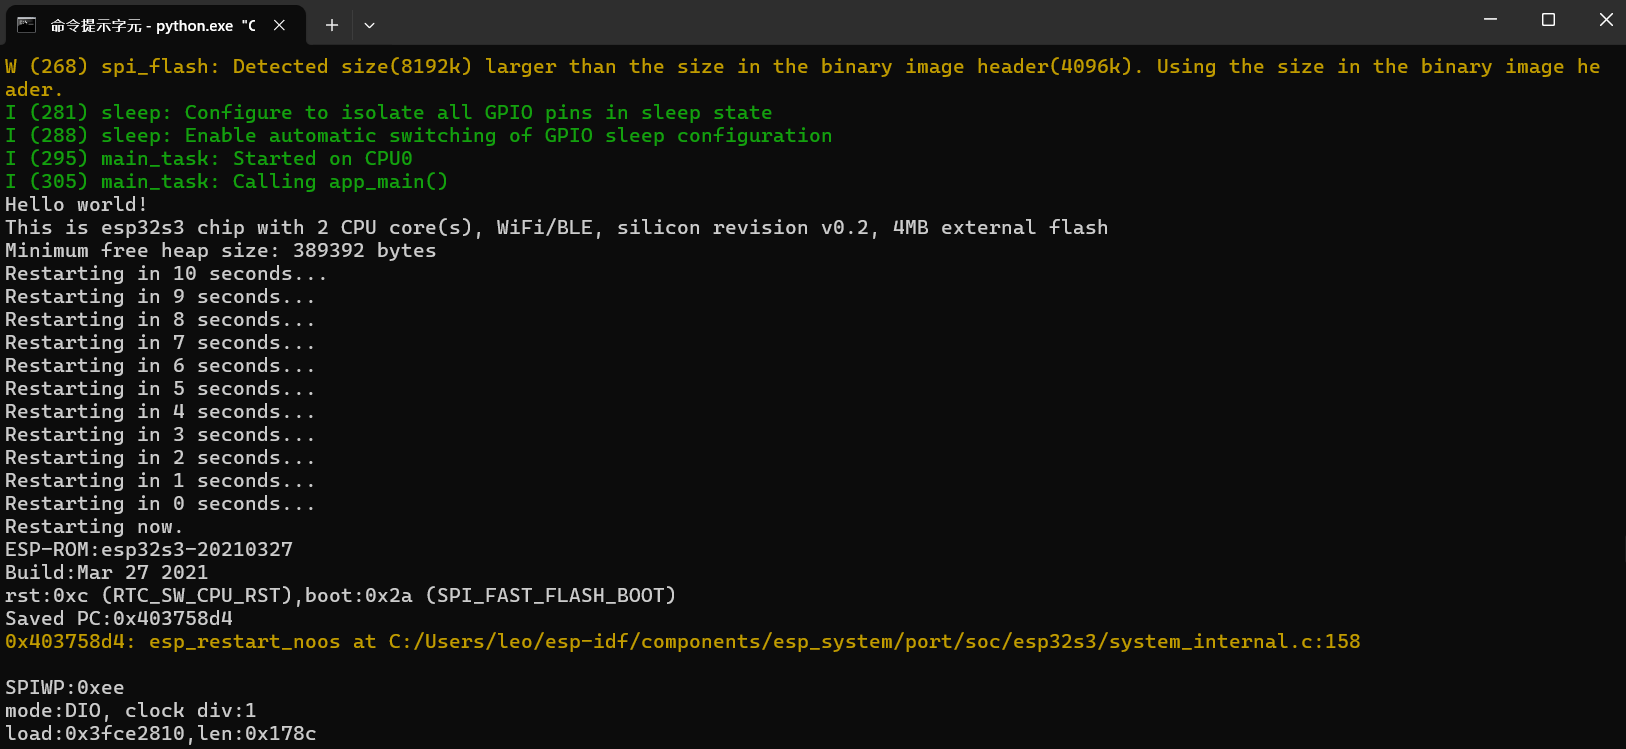 命令提示字元 - python.exe "C
W (268) spi_flash: Detected size(8192k) larger than the size in the binary image header(4096k). Using the size in the binary image he
ader.
I (281) sleep: Configure to isolate all GPIO pins in sleep state
I (288) sleep: Enable automatic switching of GPIO sleep configuration
I (295) main_task: Started on CPU0
I (305) main_task: Calling app_main()
Hello world!
This is esp32s3 chip with 2 CPU core(s), WiFi/BLE, silicon revision v0.2, 4MB external flash
Minimum free heap size: 389392 bytes
Restarting in 10 seconds...
Restarting in 9 seconds...
Restarting in 8 seconds...
Restarting in 7 seconds...
Restarting in 6 seconds...
Restarting in 5 seconds...
Restarting in 4 seconds...
Restarting in 3 seconds...
Restarting in 2 seconds...
Restarting in 1 seconds...
Restarting in 0 seconds...
Restarting now.
ESP-ROM:esp32s3-20210327
Build:Mar 27 2021
rst:0xc (RTC_SW_CPU_RST),boot:0x2a (SPI_FAST_FLASH_BOOT)
Saved PC:0x403758d4
0x403758d4: esp_restart_noos at C:/Users/leo/esp-idf/components/esp_system/port/soc/esp32s3/system_internal.c:158
SPIWP:0xee
mode:DIO, clock div:1
load:0x3fce2810,len:0x178c